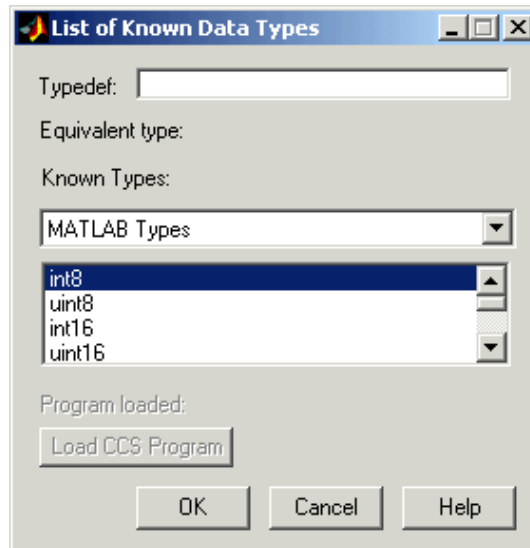 List of Known Data Types
Typedef:
Equivalent type:
Known Types:
MATLAB Types
int8
uint8
int16
uint16
Program loaded:
Load CCS Program
OK Cancel Help